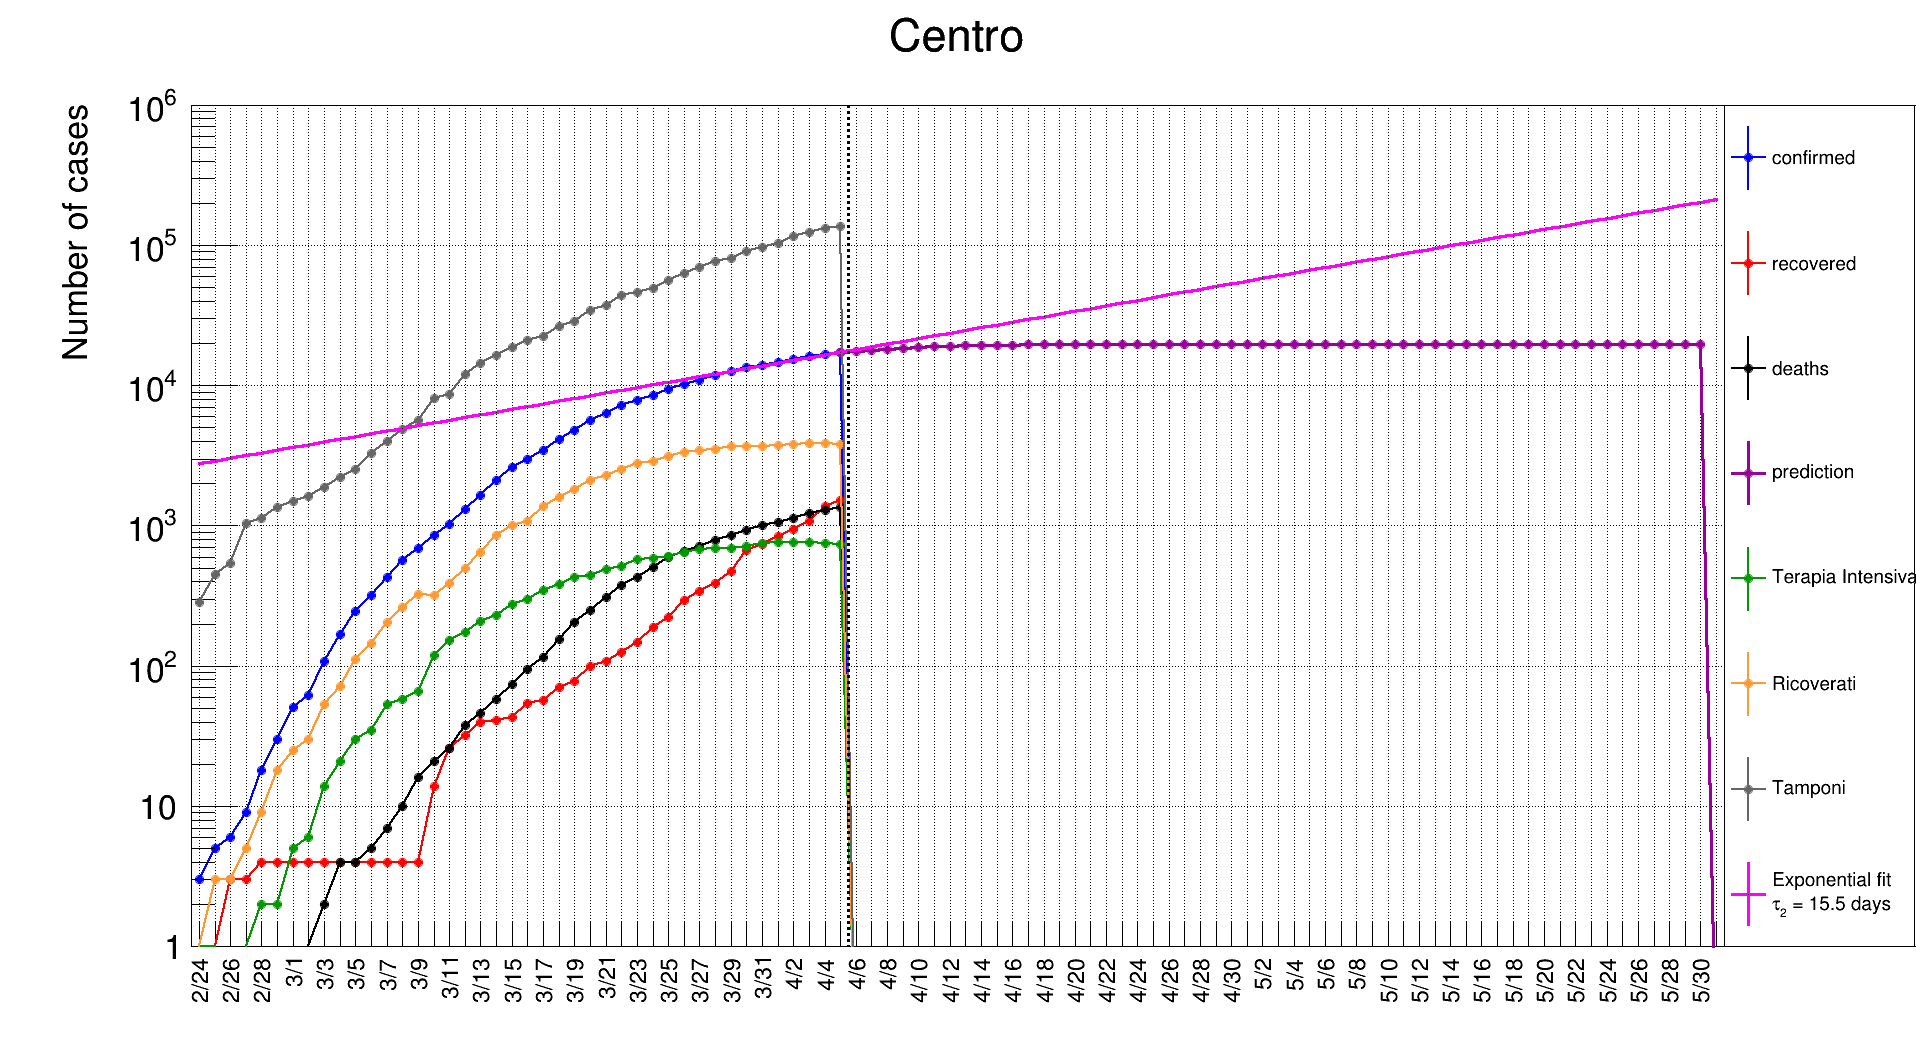 Centro
Number of cases
10^6
10^5
10^4
10^3
10^2
10
1
2/24 2/26 2/28 3/1 3/3 3/5 3/7 3/9 3/11 3/13 3/15 3/17 3/19 3/21 3/23 3/25 3/27 3/29 3/31 4/2 4/4 4/6 4/8 4/10 4/12 4/14 4/16 4/18 4/20 4/22 4/24 4/26 4/28 4/30 5/2 5/4 5/6 5/8 5/10 5/12 5/14 5/16 5/18 5/20 5/22 5/24 5/26 5/28 5/30
confirmed
recovered
deaths
prediction
Terapia Intensiva
Ricoverati
Tamponi
Exponential fit
τ₂ = 15.5 days